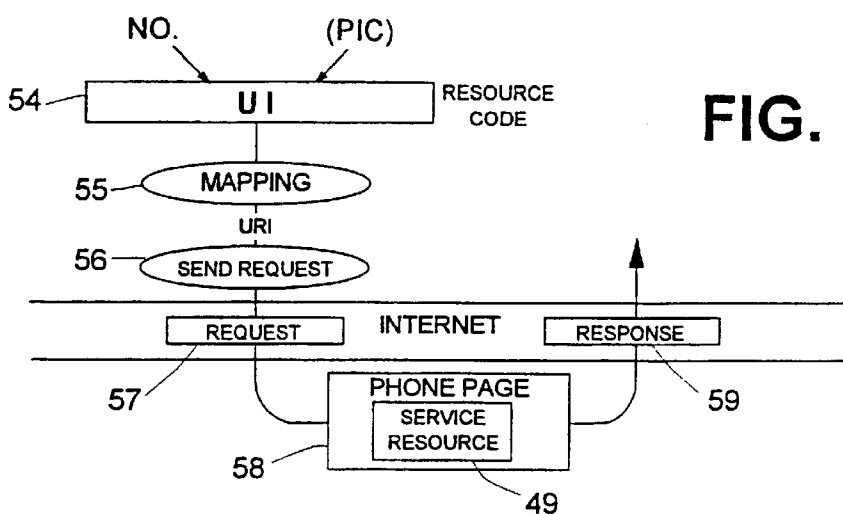 NO. (PIC)
54 UI RESOURCE CODE
FIG.
55 MAPPING
URI
56 SEND REQUEST
REQUEST INTERNET RESPONSE
57 PHONE PAGE 59
SERVICE
RESOURCE
58
49